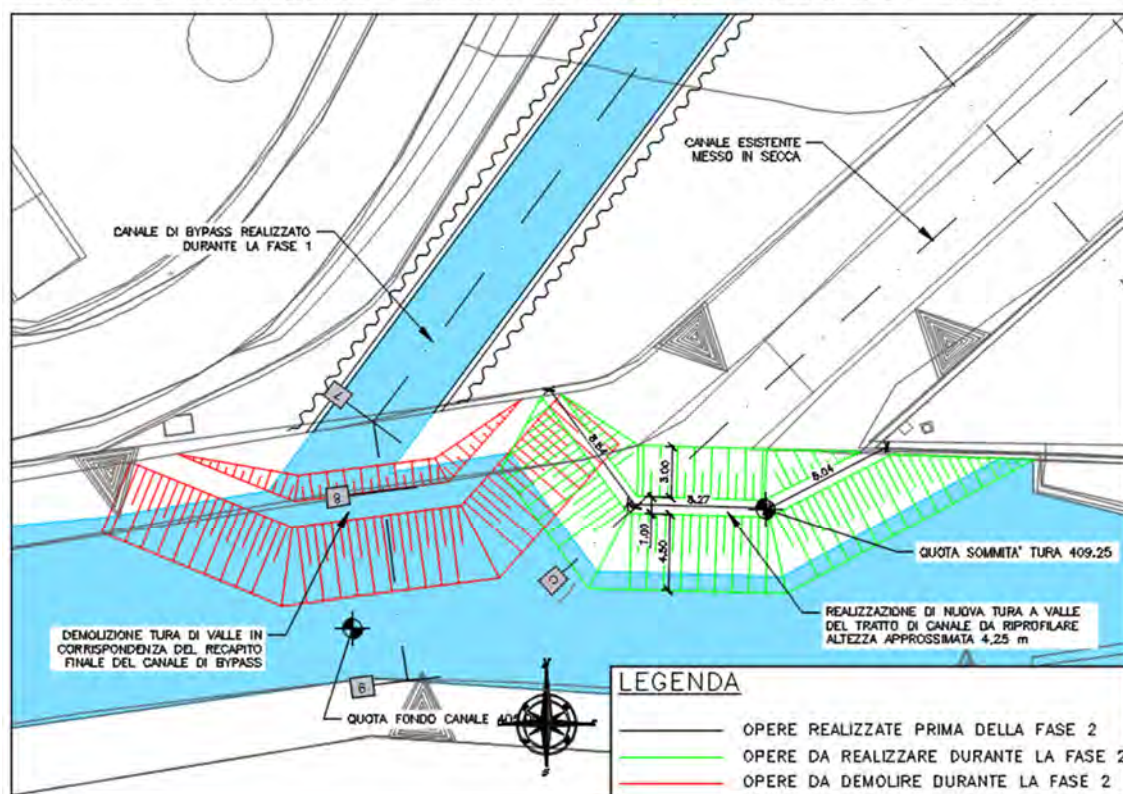 CANALE ESISTENTE
MESSO IN SECCA
CANALE DI BYPASS REALIZZATO
DURANTE LA FASE 1
8
3.00
8.27
1.00
4.50
C
QUOTA SOMMITA' TURA 409.25
REALIZZAZIONE DI NUOVA TURA A VALLE
DEL TRATTO DI CANALE DA RIPROFILARE
ALTEZZA APPROSSIMATA 4,25 m
DEMOLIZIONE TURA DI VALLE IN
CORRISPONDENZA DEL RECAPITO
FINALE DEL CANALE DI BYPASS
QUOTA FONDO CANALE
LEGENDA
OPERE REALIZZATE PRIMA DELLA FASE 2
OPERE DA REALIZZARE DURANTE LA FASE 2
OPERE DA DEMOLIRE DURANTE LA FASE 2